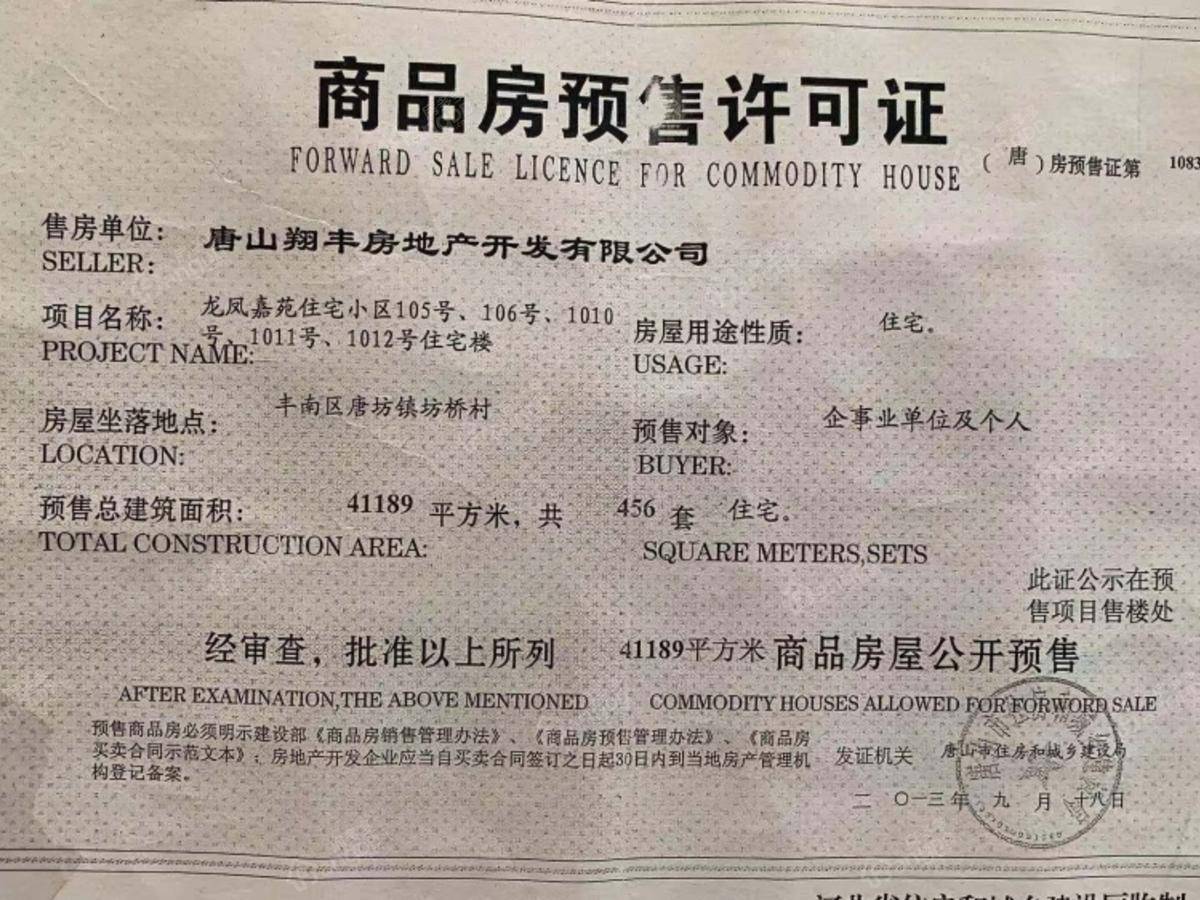 商品房预售许可证
FORWARD SALE LICENCE FOR COMMODITY HOUSE
(唐)房预售证第 1083
售房单位: 唐山翔丰房地产开发有限公司
SELLER:
项目名称: 龙凤嘉苑住宅小区105号、106号、1010
号、1011号、1012号住宅楼
PROJECT NAME:
房屋用途性质: 住宅。
USAGE:
房屋坐落地点: 丰南区唐坊镇坊桥村
LOCATION:
预售对象: 企事业单位及个人
BUYER:
预售总建筑面积: 41189 平方米，共 456 套 住宅。
TOTAL CONSTRUCTION AREA: SQUARE METERS,SETS
此证公示在预
售项目售楼处
经审查，批准以上所列 41189平方米 商品房屋公开预售
AFTER EXAMINATION,THE ABOVE MENTIONED COMMODITY HOUSES ALLOWED FOR FORWORD SALE
预售商品房必须明示建设部《商品房销售管理办法》、《商品房预售管理办法》、《商品房
买卖合同示范文本》；房地产开发企业应当自买卖合同签订之日起30日内到当地房产管理机
构登记备案。
发证机关 唐山市住房和城乡建设局
二〇一三年 九 月 十八日